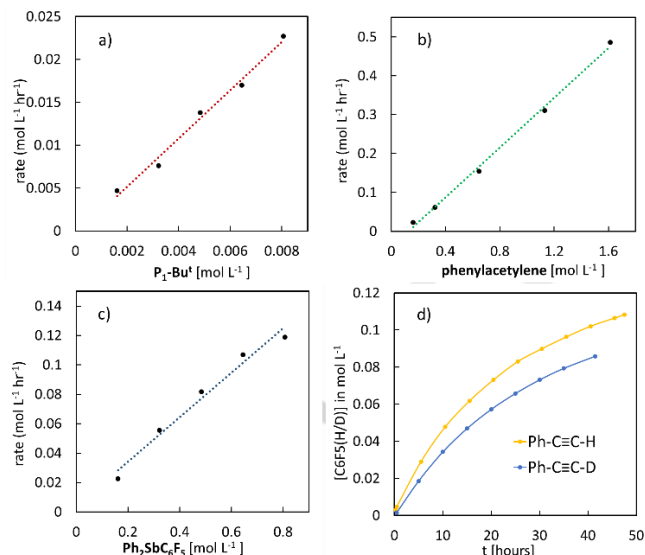 a)
rate (mol L⁻¹ hr⁻¹)
0.025
0.02
0.015
0.01
0.005
0
0 0.002 0.004 0.006 0.008
P₁-Buᵗ [mol L⁻¹]
b)
rate (mol L⁻¹ hr⁻¹)
0.5
0.4
0.3
0.2
0.1
0
0 0.4 0.8 1.2 1.6
phenylacetylene [mol L⁻¹]
c)
rate (mol L⁻¹ hr⁻¹)
0.14
0.12
0.1
0.08
0.06
0.04
0.02
0
0 0.2 0.4 0.6 0.8
Ph₂SbC₆F₅ [mol L⁻¹]
d)
[C6F5(H/D)] in mol L⁻¹
0.12
0.1
0.08
0.06
0.04
0.02
0
Ph-C≡C-H
Ph-C≡C-D
0 10 20 30 40 50
t [hours]